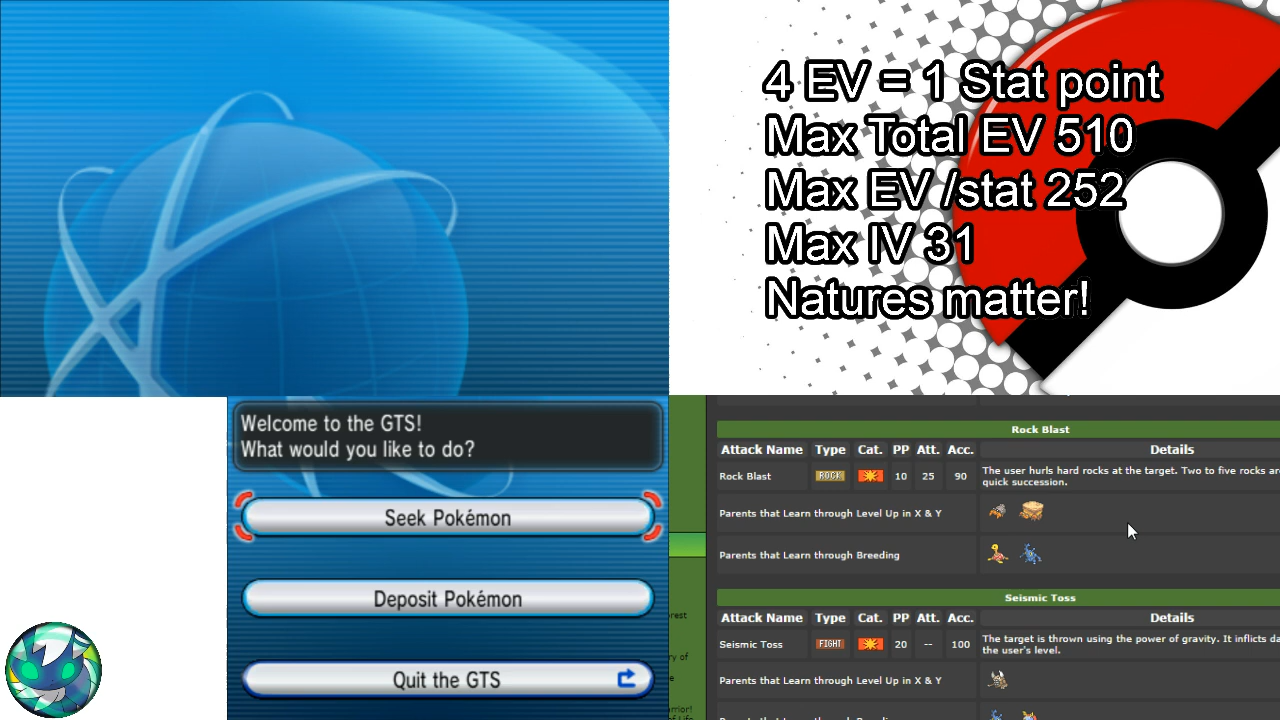 4 EV = 1 Stat point
Max Total EV 510
Max EV /stat 252
Max IV 31
Natures matter!
Welcome to the GTS!
What would you like to do?
Seek Pokémon
Deposit Pokémon
Quit the GTS
Rock Blast
Attack Name Type Cat. PP Att. Acc. Details
Rock Blast ROCK 10 25 90 The user hurls hard rocks at the target. Two to five rocks are
quick succession.
Parents that Learn through Level Up in X & Y
Parents that Learn through Breeding
Seismic Toss
Attack Name Type Cat. PP Att. Acc. Details
Seismic Toss FIGHT 20 -- 100 The target is thrown using the power of gravity. It inflicts da
the user's level.
Parents that Learn through Level Up in X & Y